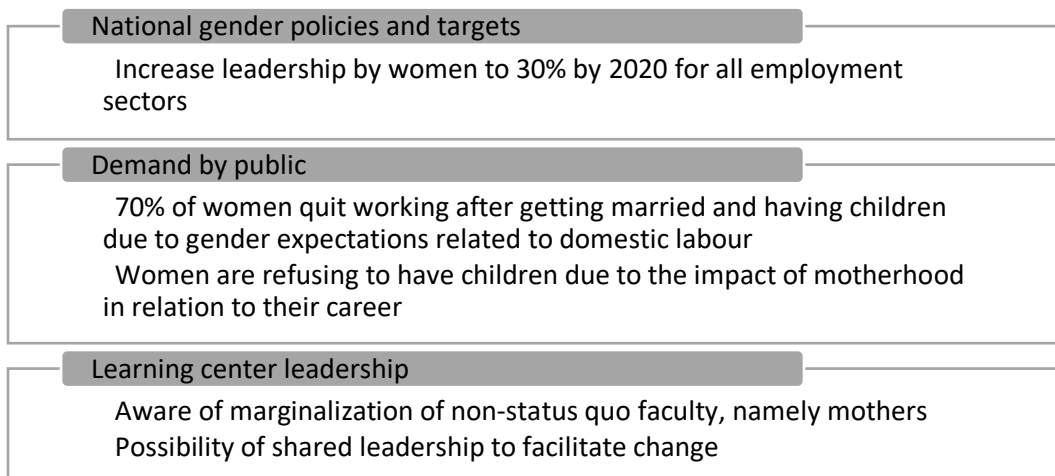 National gender policies and targets
Increase leadership by women to 30% by 2020 for all employment
sectors
Demand by public
70% of women quit working after getting married and having children
due to gender expectations related to domestic labour
Women are refusing to have children due to the impact of motherhood
in relation to their career
Learning center leadership
Aware of marginalization of non-status quo faculty, namely mothers
Possibility of shared leadership to facilitate change